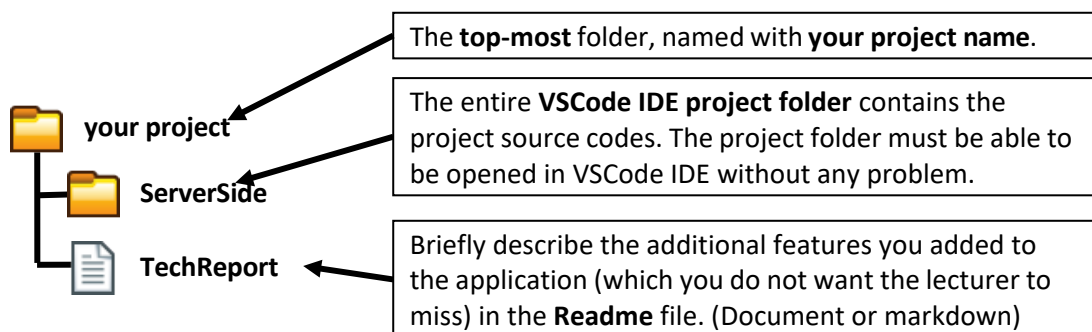 The top-most folder, named with your project name.
your project
The entire VSCode IDE project folder contains the
project source codes. The project folder must be able to
be opened in VSCode IDE without any problem.
ServerSide
TechReport
Briefly describe the additional features you added to
the application (which you do not want the lecturer to
miss) in the Readme file. (Document or markdown)